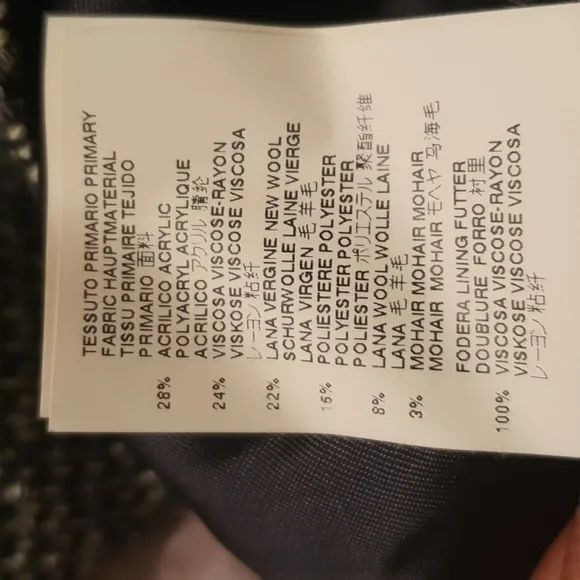 TESSUTO PRIMARIO PRIMARY
FABRIC HAUPTMATERIAL
TISSU PRIMAIRE TEJIDO
PRIMARIO 面料
28% ACRILICO ACRYLIC
POLYACRYL ACRYLIQUE
ACRILICO アクリル 腈纶
24% VISCOSA VISCOSE-RAYON
VISKOSE VISCOSE VISCOSA
レーヨン 粘纤
22% LANA VERGINE NEW WOOL
SCHURWOLLE LAINE VIERGE
LANA VIRGEN 毛 羊毛
15% POLIESTERE POLYESTER
POLYESTER POLYESTER
POLIESTER ポリエステル 聚酯纤维
8% LANA WOOL WOLLE LAINE
LANA 毛 羊毛
3% MOHAIR MOHAIR MOHAIR
MOHAIR MOHAIR モヘヤ 马海毛
FODERA LINING FUTTER
DOUBLURE FORRO 衬里
100% VISCOSA VISCOSE-RAYON
VISKOSE VISCOSE VISCOSA
レーヨン 粘纤